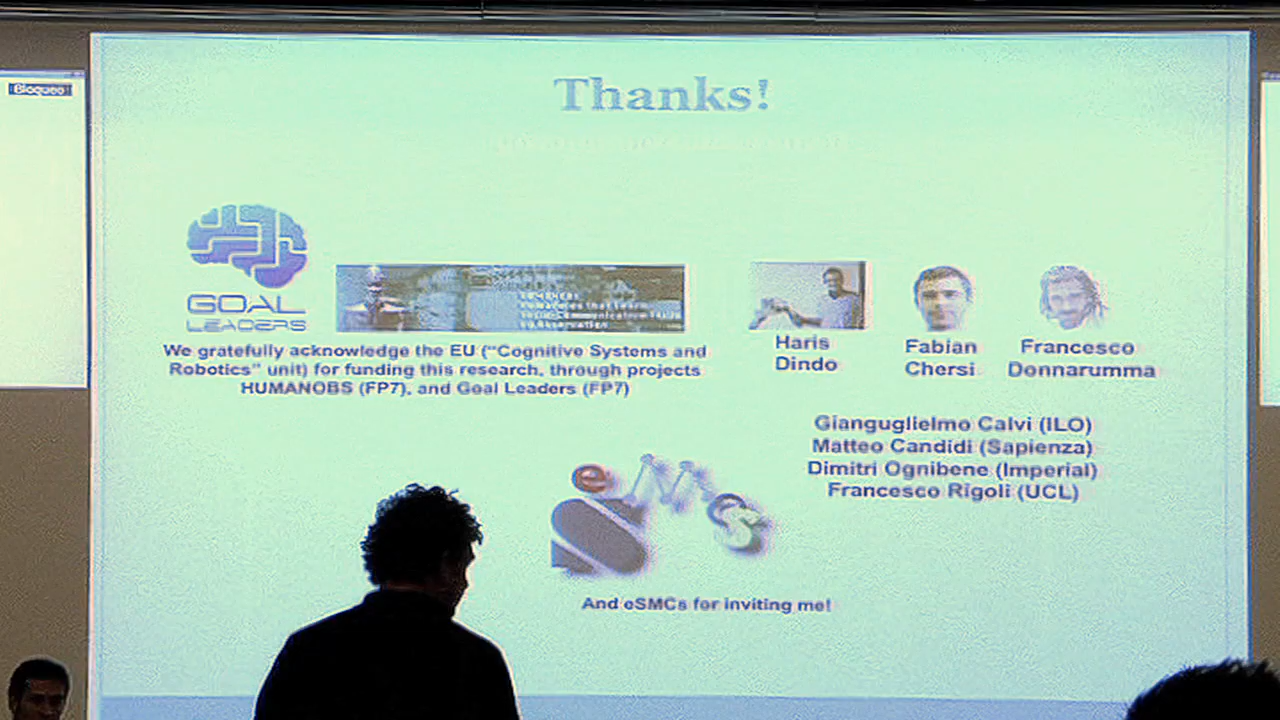 Bloqueo
Thanks!
GOAL
LEADERS
We gratefully acknowledge the EU ("Cognitive Systems and
Robotics" unit) for funding this research, through projects
HUMANOBS (FP7), and Goal Leaders (FP7)
Haris
Dindo
Fabian
Chersi
Francesco
Donnarumma
Gianguglielmo Calvi (ILO)
Matteo Candidi (Sapienza)
Dimitri Ognibene (Imperial)
Francesco Rigoli (UCL)
eSMCs
And eSMCs for inviting me!